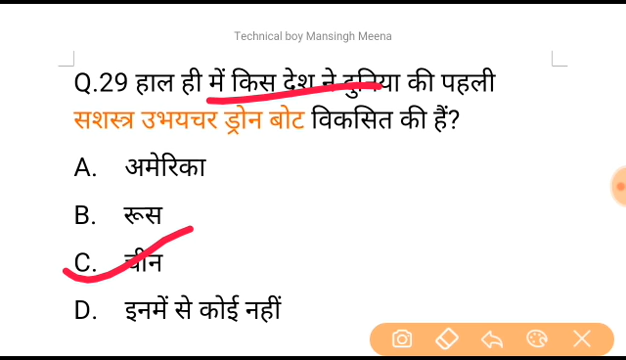 Technical boy Mansingh Meena
Q.29 हाल ही में किस देश ने दुनिया की पहली
सशस्त्र उभयचर ड्रोन बोट विकसित की हैं?
A. अमेरिका
B. रूस
C. चीन
D. इनमें से कोई नहीं